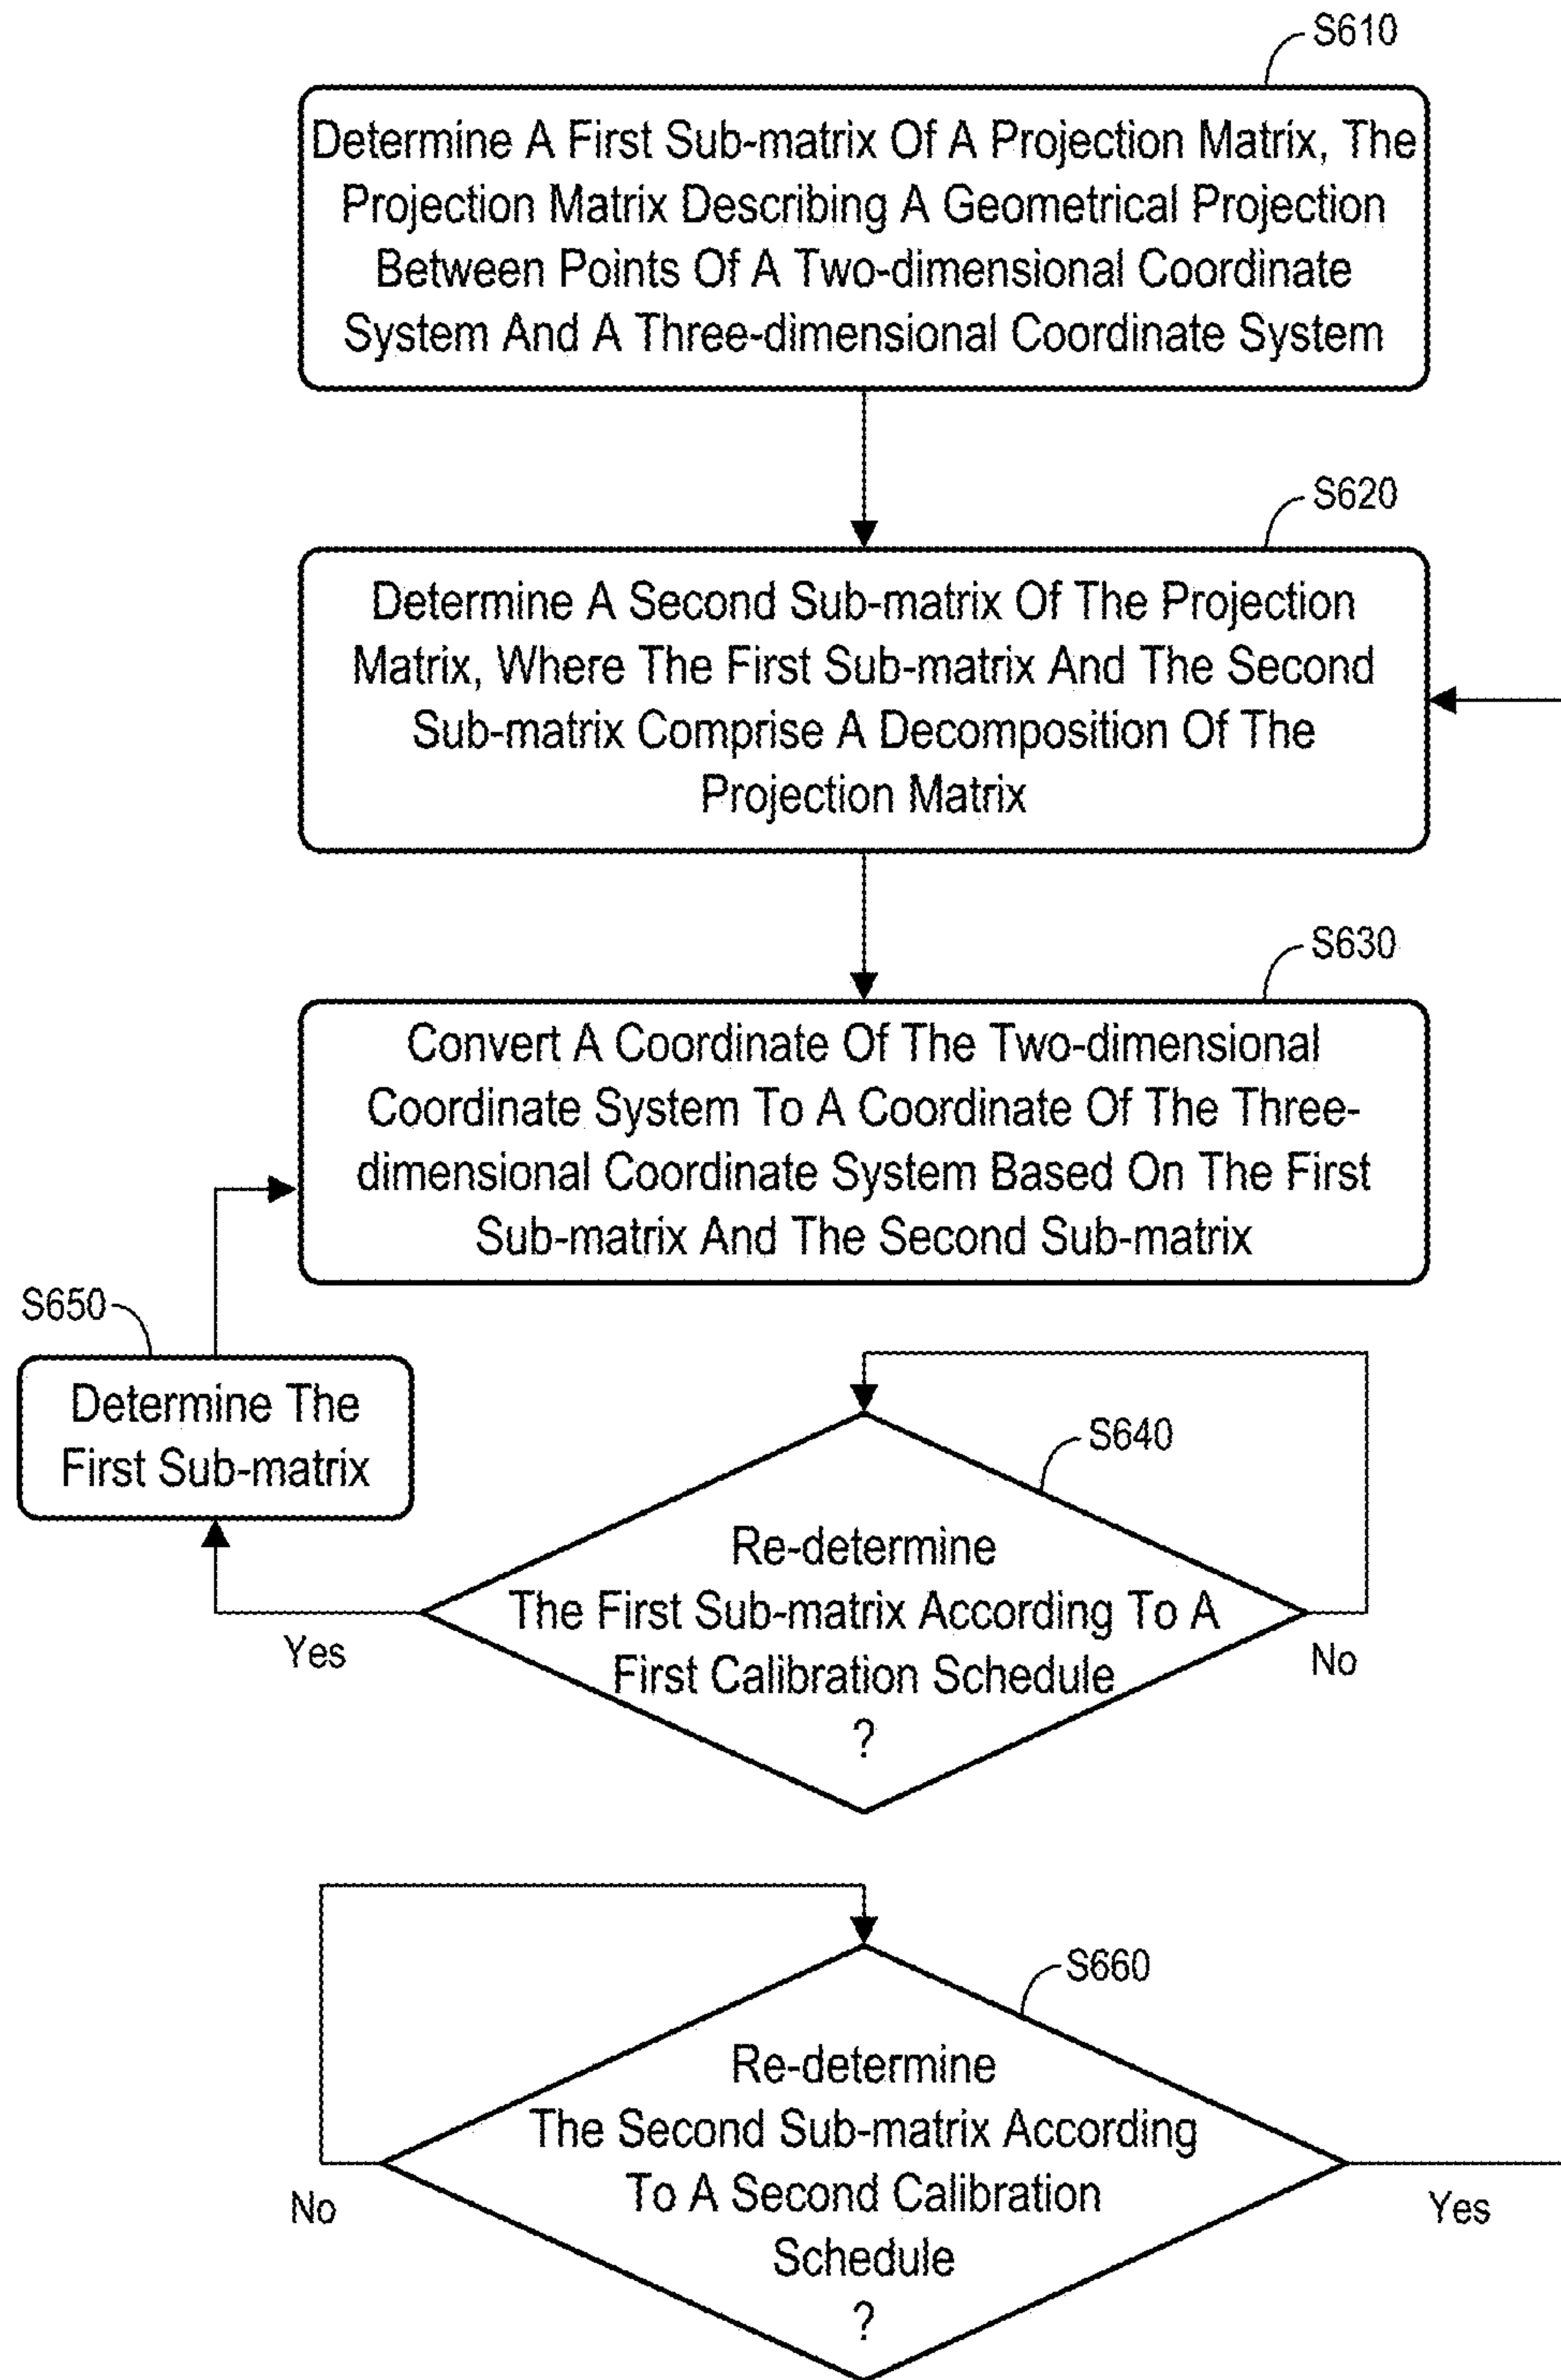 S610
Determine A First Sub-matrix Of A Projection Matrix, The
Projection Matrix Describing A Geometrical Projection
Between Points Of A Two-dimensional Coordinate
System And A Three-dimensional Coordinate System
S620
Determine A Second Sub-matrix Of The Projection
Matrix, Where The First Sub-matrix And The Second
Sub-matrix Comprise A Decomposition Of The
Projection Matrix
S630
Convert A Coordinate Of The Two-dimensional
Coordinate System To A Coordinate Of The Three-
dimensional Coordinate System Based On The First
Sub-matrix And The Second Sub-matrix
S650
Determine The
First Sub-matrix
S640
Re-determine
The First Sub-matrix According To A
First Calibration Schedule
?
Yes
No
S660
Re-determine
The Second Sub-matrix According
To A Second Calibration
Schedule
?
No
Yes